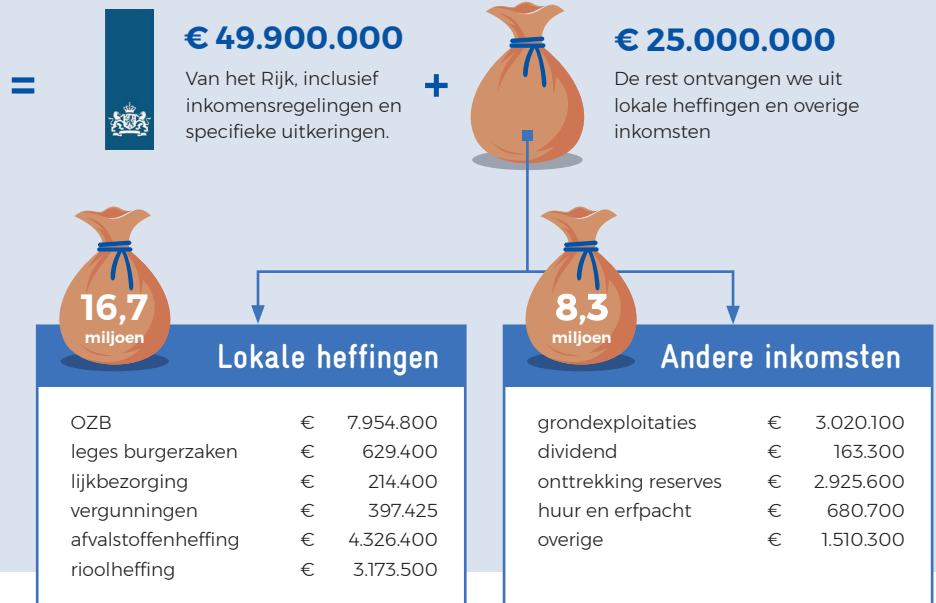 =
€ 49.900.000
Van het Rijk, inclusief
inkomensregelingen en
specifieke uitkeringen.
+
€ 25.000.000
De rest ontvangen we uit
lokale heffingen en overige
inkomsten
16,7
miljoen
Lokale heffingen
OZB € 7.954.800
leges burgerzaken € 629.400
lijkbezorging € 214.400
vergunningen € 397.425
afvalstoffenheffing € 4.326.400
rioolheffing € 3.173.500
8,3
miljoen
Andere inkomsten
grondexploitaties € 3.020.100
dividend € 163.300
onttrekking reserves € 2.925.600
huur en erfpacht € 680.700
overige € 1.510.300